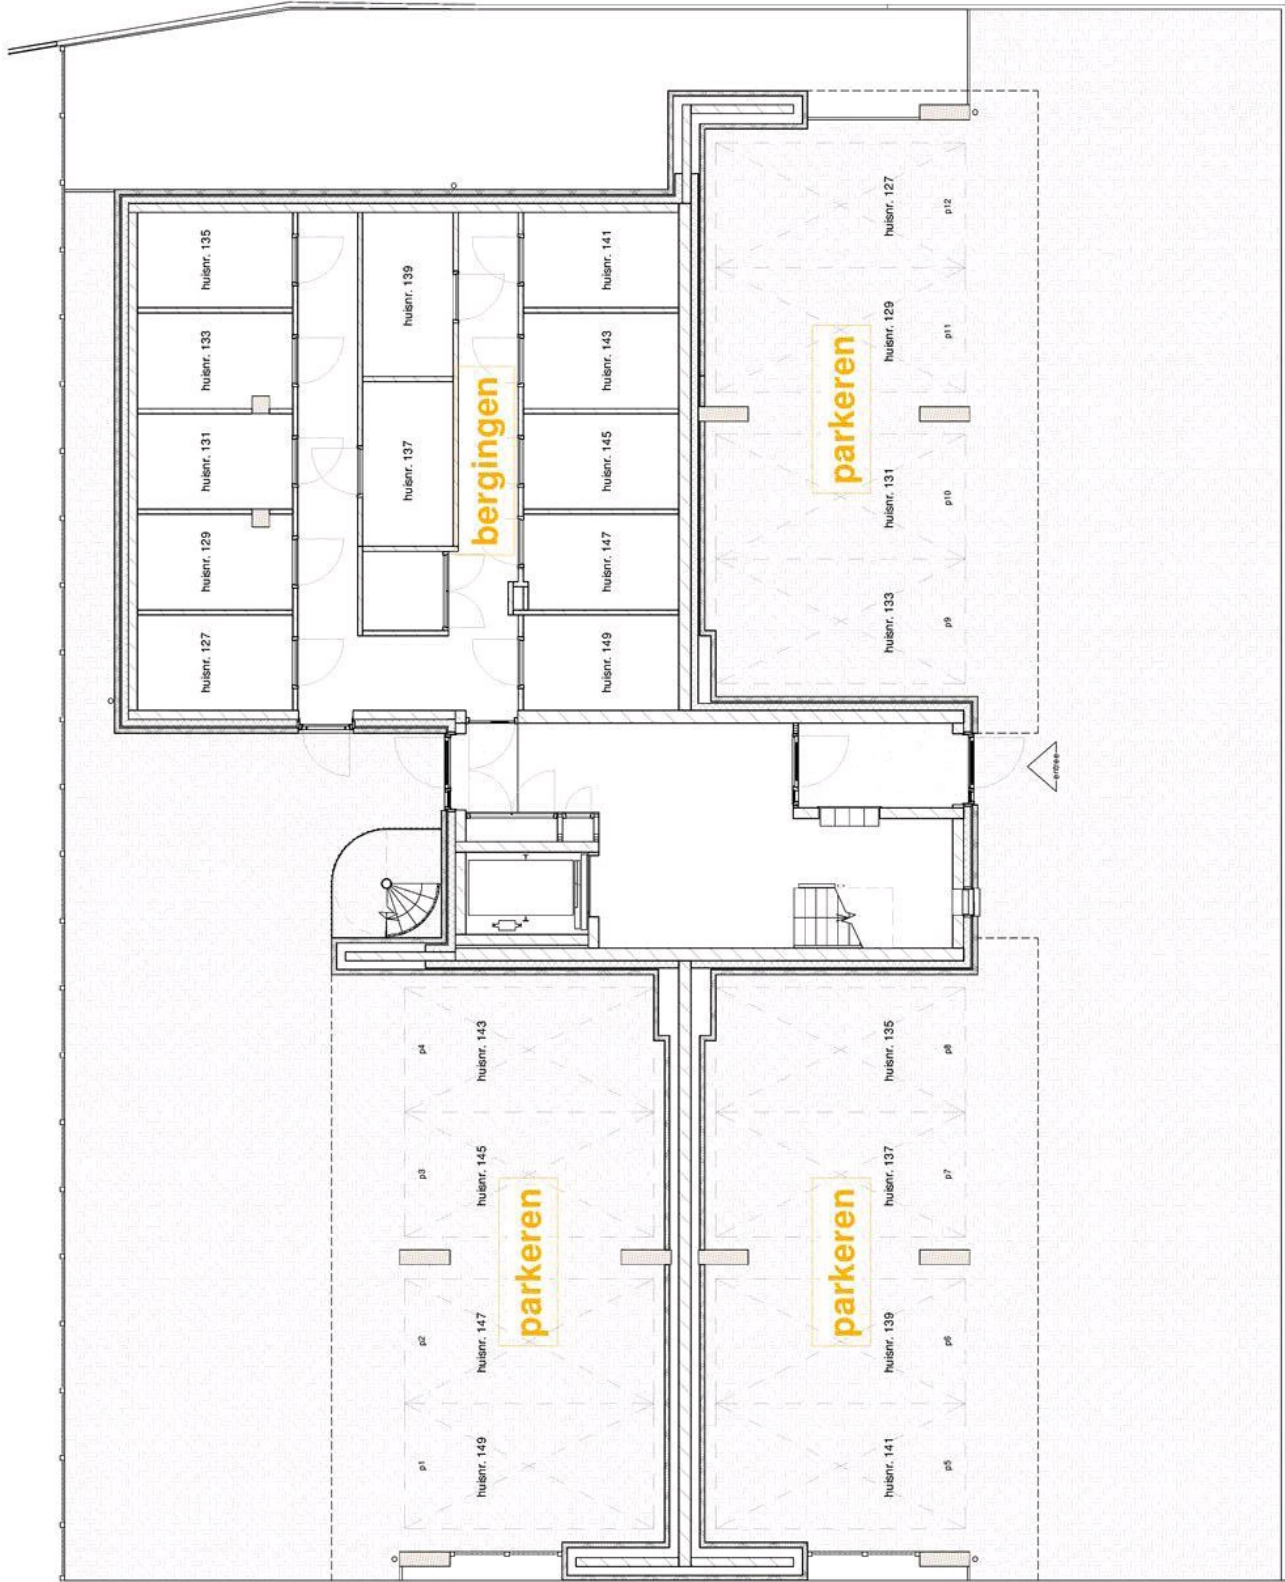 huisnr. 135
huisnr. 133
huisnr. 131
huisnr. 129
huisnr. 127
huisnr. 139
huisnr. 137
bergingen
huisnr. 141
huisnr. 143
huisnr. 145
huisnr. 147
huisnr. 149
huisnr. 127
p12
huisnr. 129
p11
parkeren
huisnr. 131
p10
huisnr. 133
p9
entree
p4
huisnr. 143
p3
huisnr. 145
parkeren
p2
huisnr. 147
p1
huisnr. 149
huisnr. 135
p8
huisnr. 137
p7
parkeren
huisnr. 139
p6
huisnr. 141
p5